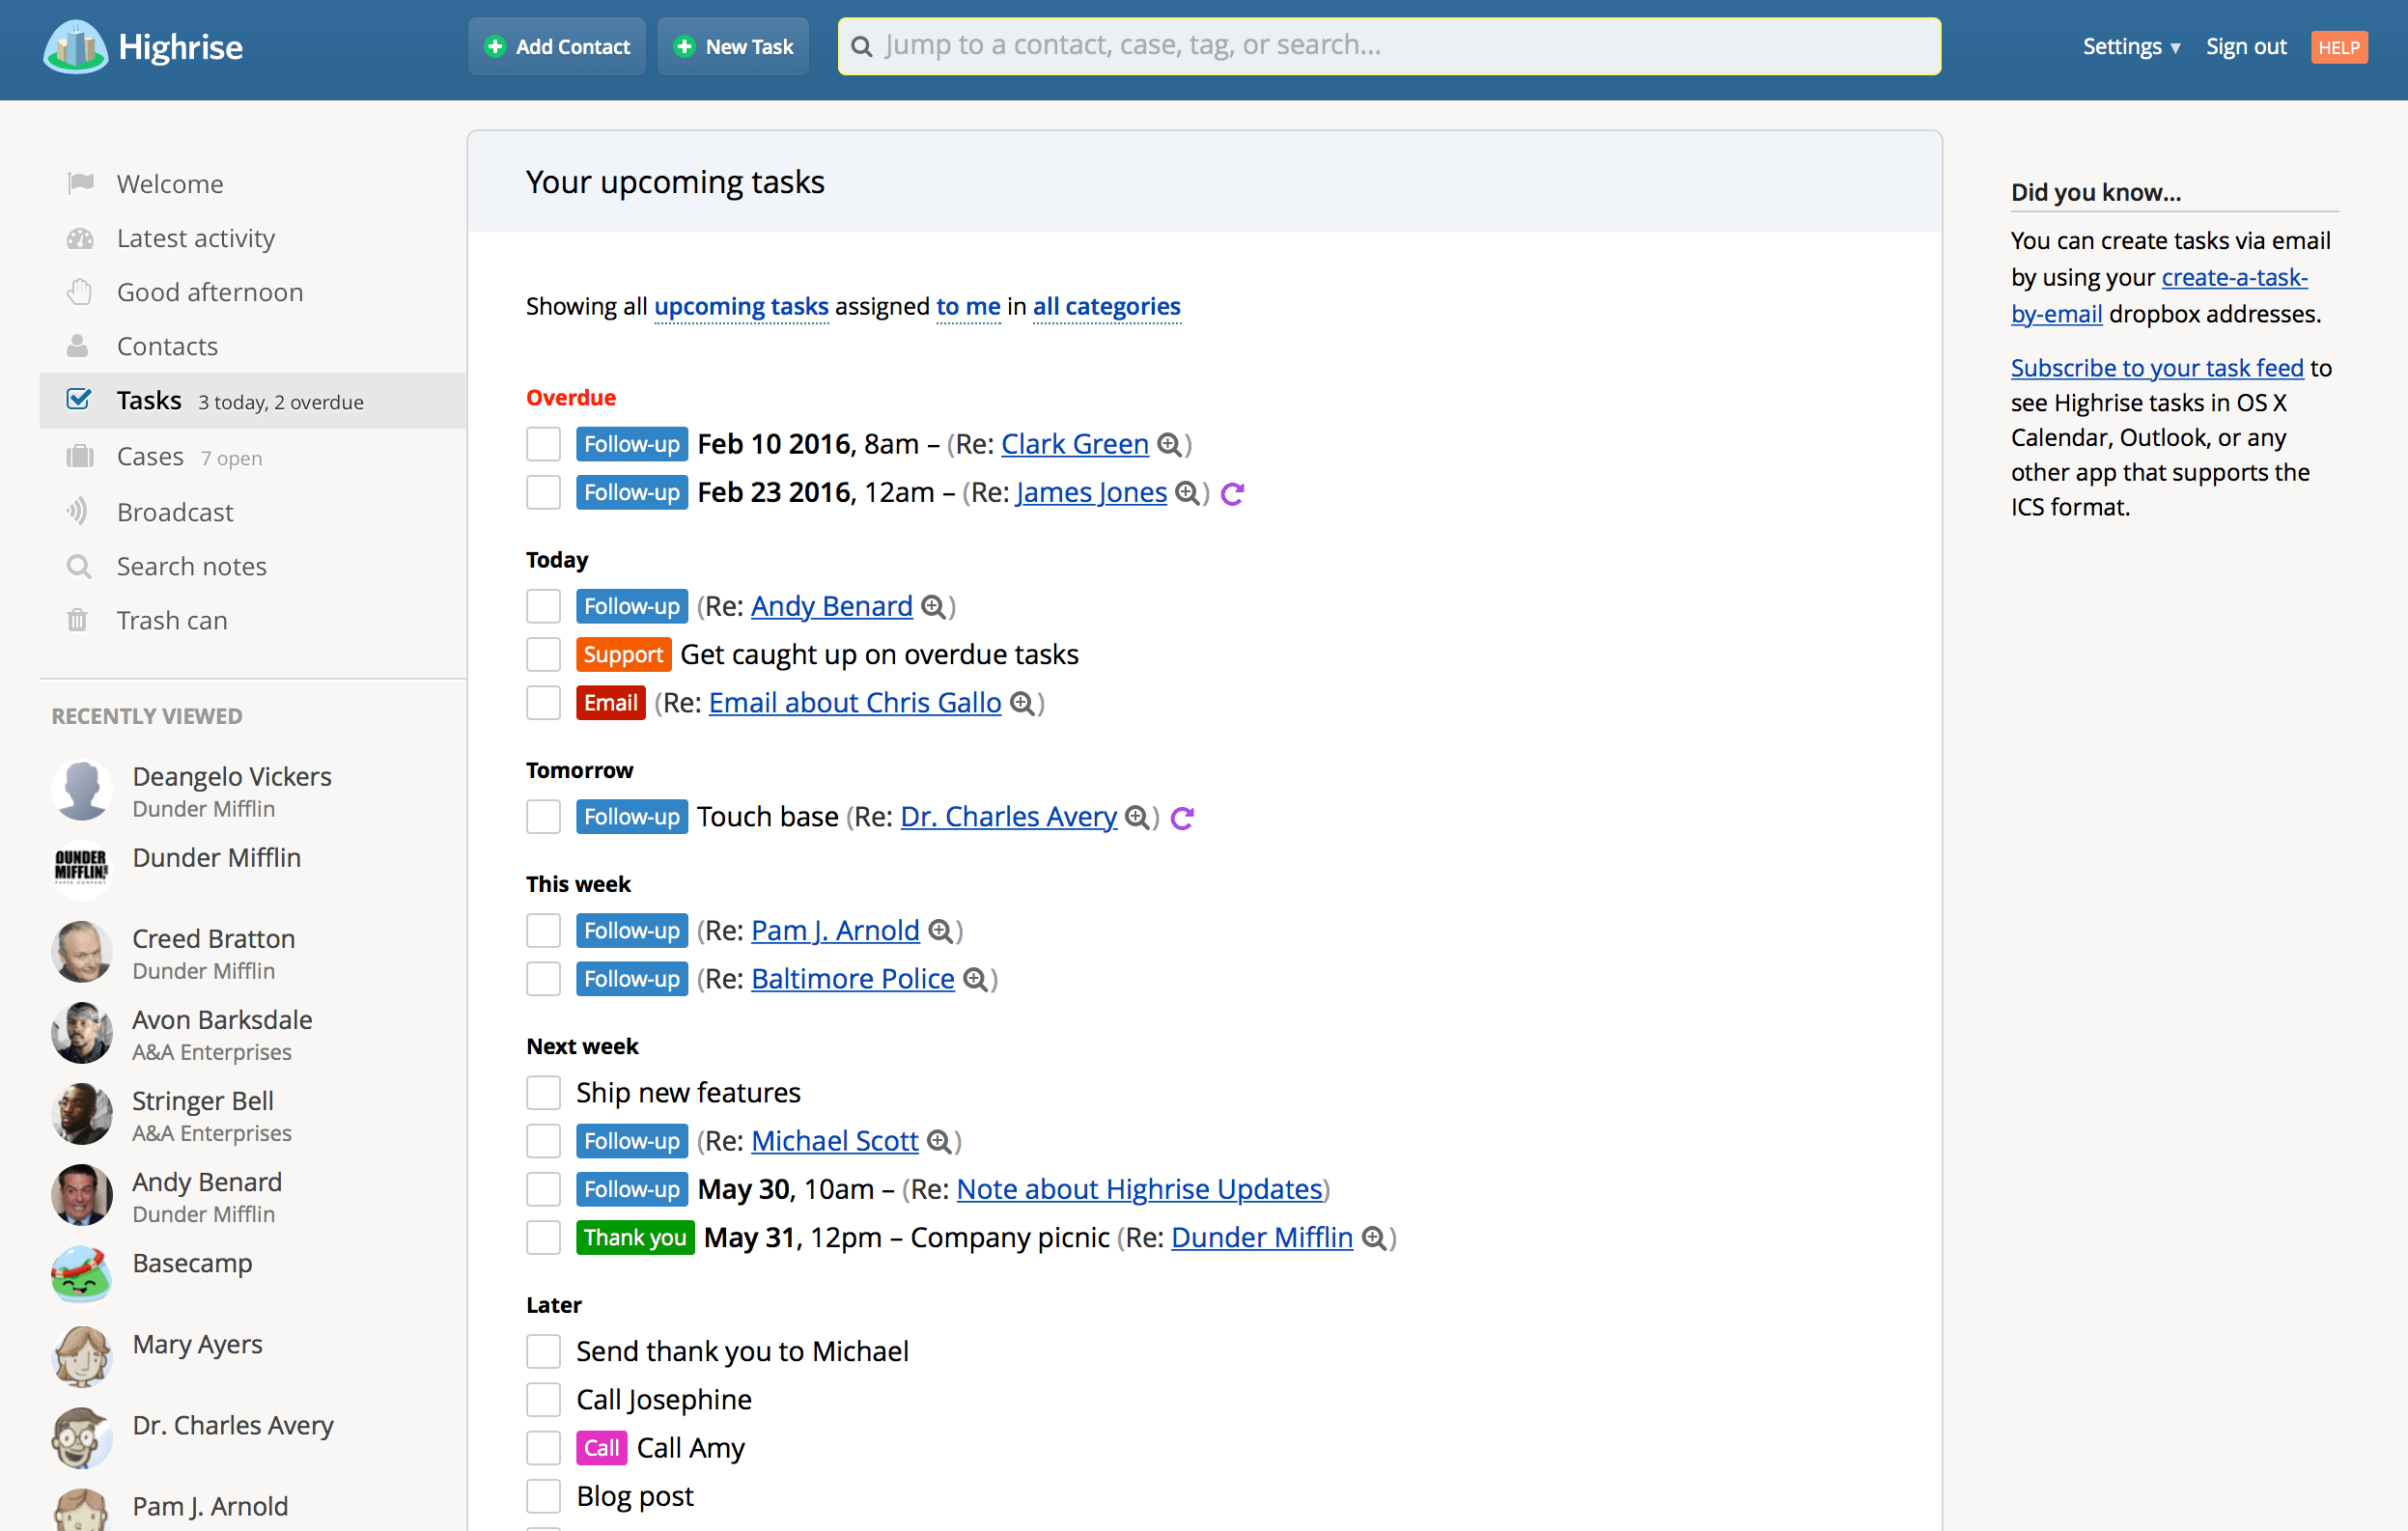 Highrise
Add Contact
New Task
Jump to a contact, case, tag, or search...
Settings ▼
Sign out
HELP
Welcome
Latest activity
Good afternoon
Contacts
Tasks 3 today, 2 overdue
Cases 7 open
Broadcast
Search notes
Trash can
RECENTLY VIEWED
Deangelo Vickers
Dunder Mifflin
DUNDER
MIFFLIN
Dunder Mifflin
Creed Bratton
Dunder Mifflin
Avon Barksdale
A&A Enterprises
Stringer Bell
A&A Enterprises
Andy Benard
Dunder Mifflin
Basecamp
Mary Ayers
Dr. Charles Avery
Pam J. Arnold
Your upcoming tasks
Showing all upcoming tasks assigned to me in all categories
Overdue
Follow-up Feb 10 2016, 8am – (Re: Clark Green )
Follow-up Feb 23 2016, 12am – (Re: James Jones )
Today
Follow-up (Re: Andy Benard )
Support Get caught up on overdue tasks
Email (Re: Email about Chris Gallo )
Tomorrow
Follow-up Touch base (Re: Dr. Charles Avery )
This week
Follow-up (Re: Pam J. Arnold )
Follow-up (Re: Baltimore Police )
Next week
Ship new features
Follow-up (Re: Michael Scott )
Follow-up May 30, 10am – (Re: Note about Highrise Updates)
Thank you May 31, 12pm – Company picnic (Re: Dunder Mifflin )
Later
Send thank you to Michael
Call Josephine
Call Call Amy
Blog post
Did you know...
You can create tasks via email
by using your create-a-task-
by-email dropbox addresses.
Subscribe to your task feed to
see Highrise tasks in OS X
Calendar, Outlook, or any
other app that supports the
ICS format.